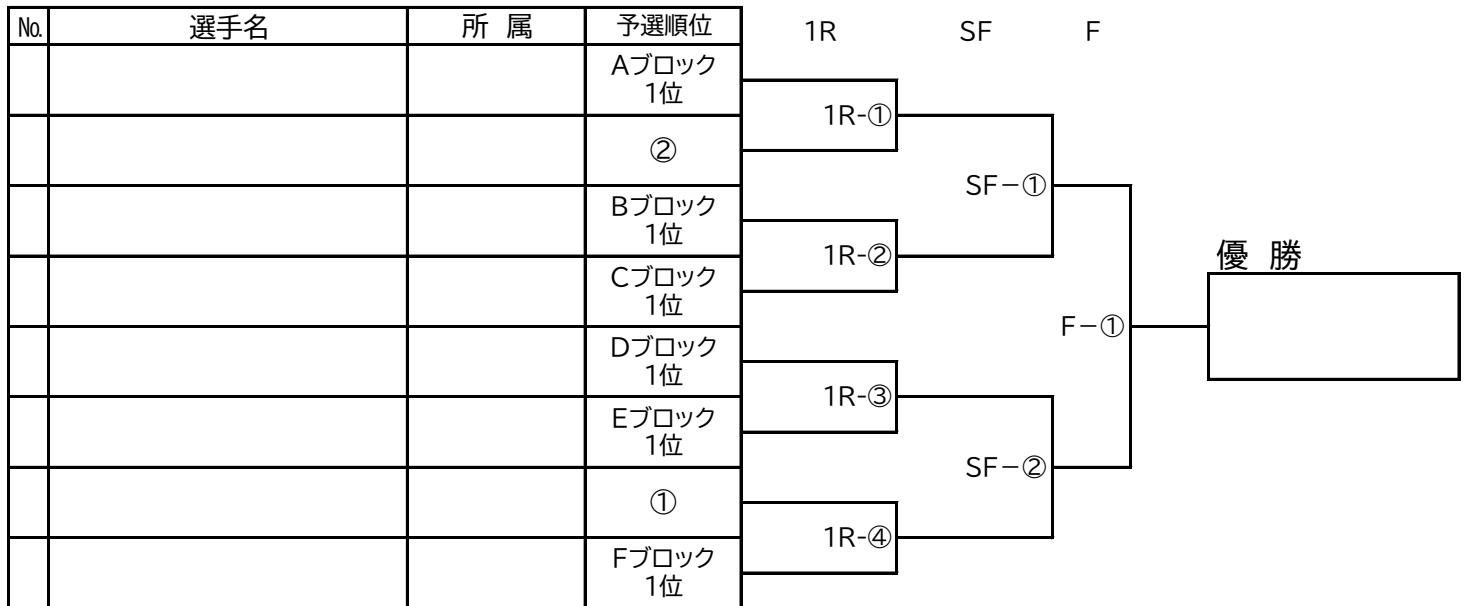 № 選手名 所 属 予選順位 1R SF F
Aブロック
1位
1R-①
②
SF－①
Bブロック
1位
1R-②
優 勝
Cブロック
1位
F－①
Dブロック
1位
1R-③
Eブロック
1位
SF－②
①
1R-④
Fブロック
1位